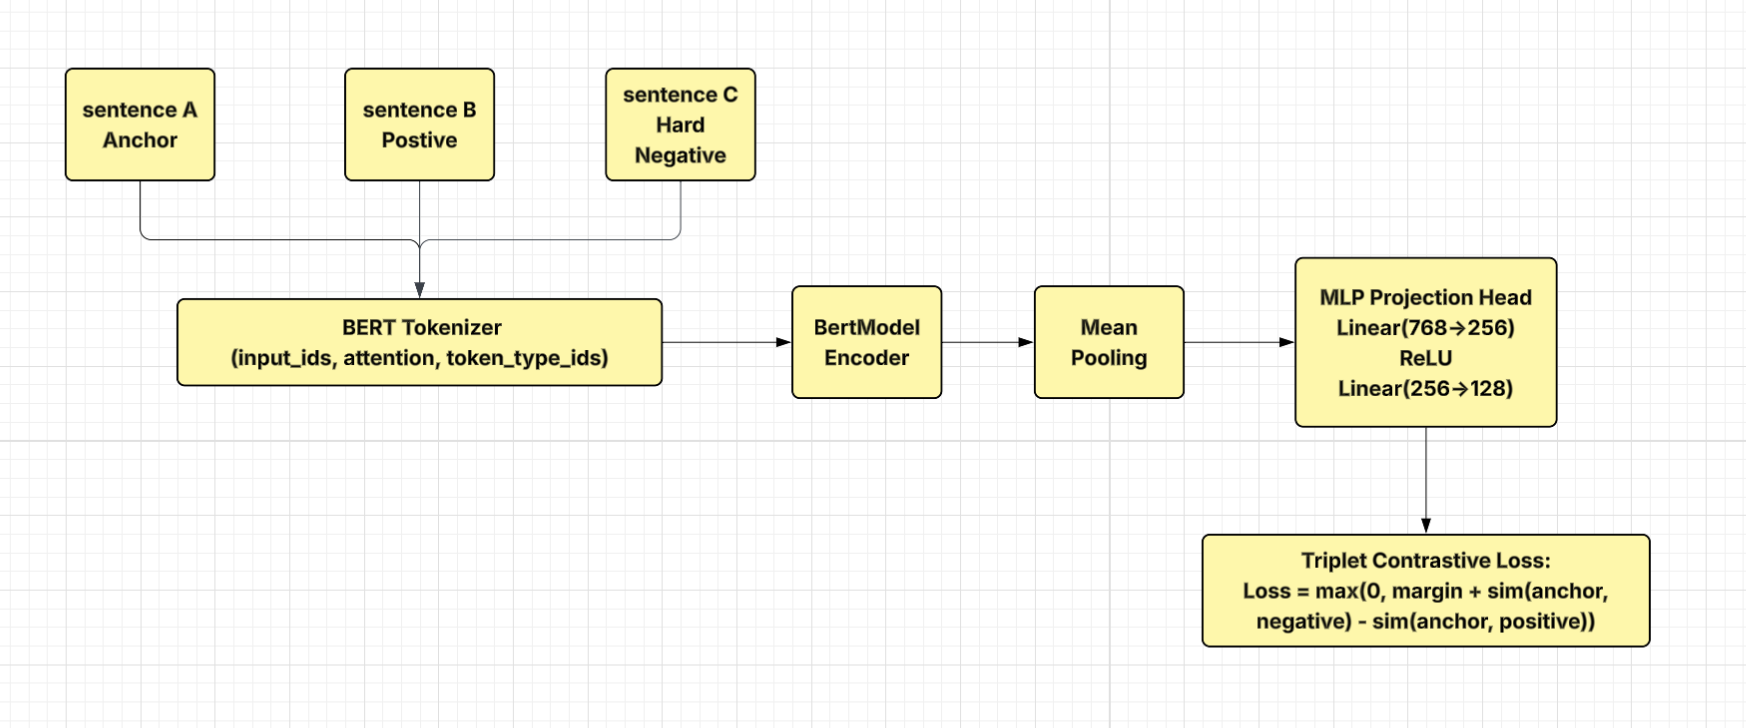 sentence A
Anchor
sentence B
Postive
sentence C
Hard
Negative
BERT Tokenizer
(input_ids, attention, token_type_ids)
BertModel
Encoder
Mean
Pooling
MLP Projection Head
Linear(768→256)
ReLU
Linear(256→128)
Triplet Contrastive Loss:
Loss = max(0, margin + sim(anchor,
negative) - sim(anchor, positive))